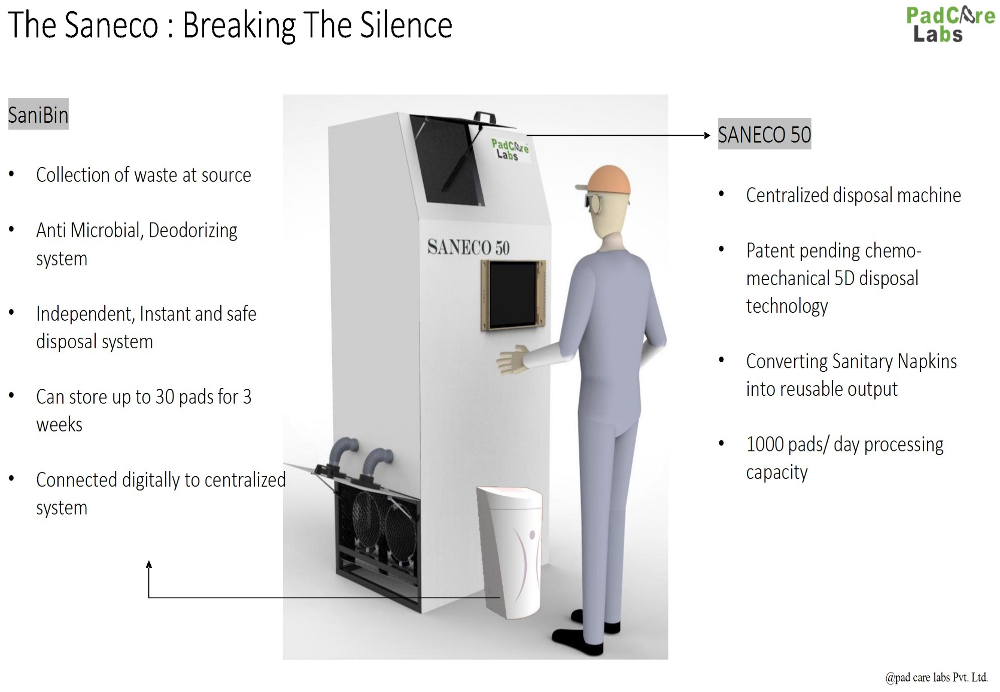 The Saneco : Breaking The Silence
PadCare
Labs
SaniBin
• Collection of waste at source
• Anti Microbial, Deodorizing
system
• Independent, Instant and safe
disposal system
• Can store up to 30 pads for 3
weeks
• Connected digitally to centralized
system
PadCare
Labs
SANECO 50
SANECO 50
• Centralized disposal machine
• Patent pending chemo-
mechanical 5D disposal
technology
• Converting Sanitary Napkins
into reusable output
• 1000 pads/ day processing
capacity
@pad care labs Pvt. Ltd.